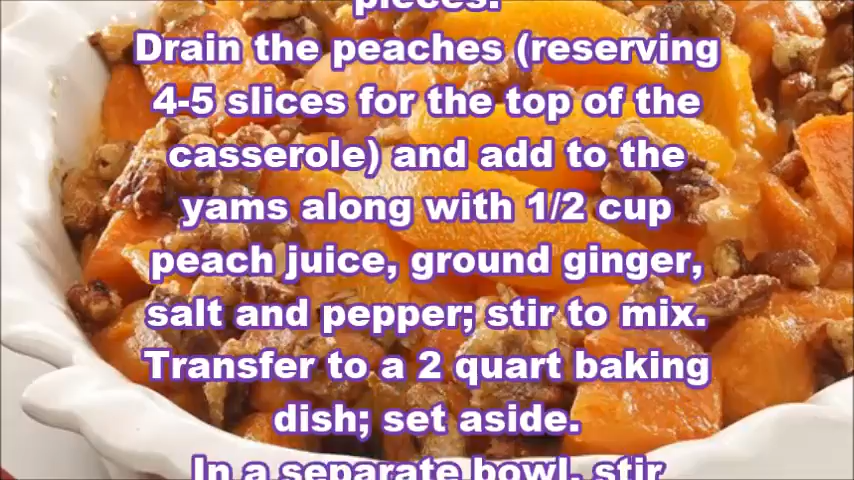 pieces.
Drain the peaches (reserving
4-5 slices for the top of the
casserole) and add to the
yams along with 1/2 cup
peach juice, ground ginger,
salt and pepper; stir to mix.
Transfer to a 2 quart baking
dish; set aside.
In a separate bowl, stir